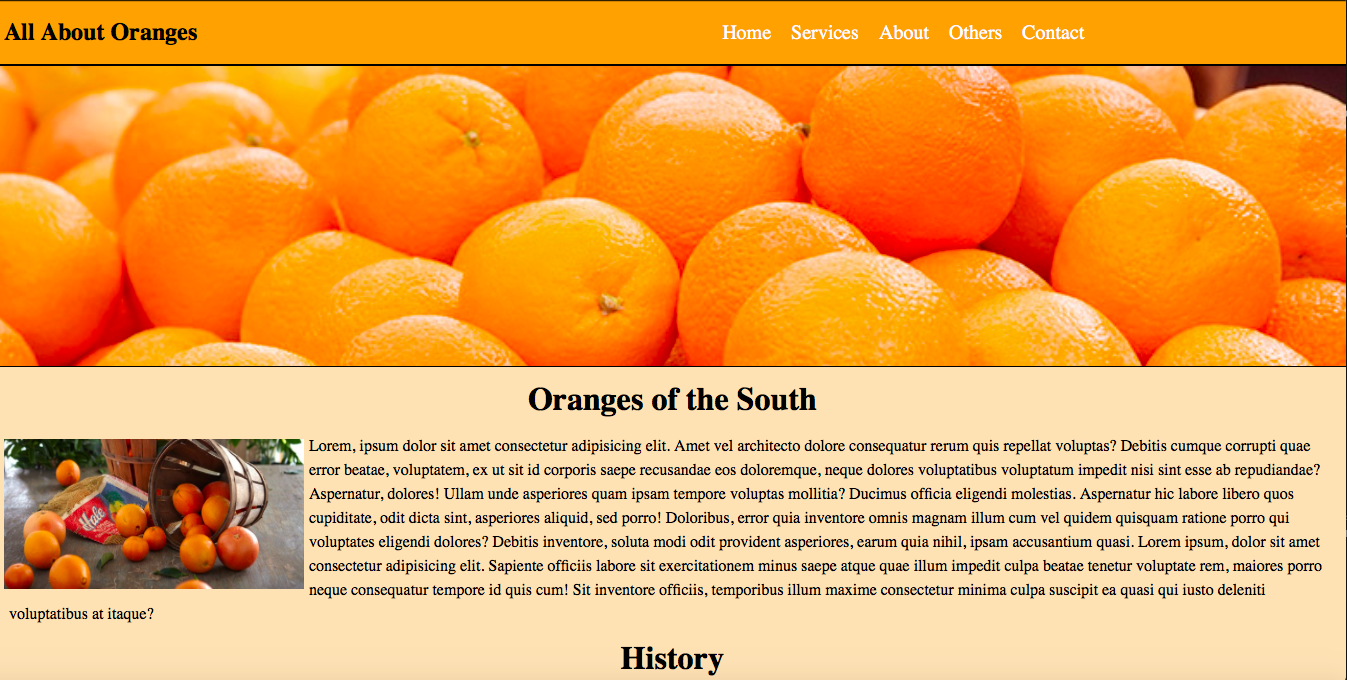 All About Oranges
Home Services About Others Contact
Oranges of the South
Lorem, ipsum dolor sit amet consectetur adipisicing elit. Amet vel architecto dolore consequatur rerum quis repellat voluptas? Debitis cumque corrupti quae
error beatae, voluptatem, ex ut sit id corporis saepe recusandae eos doloremque, neque dolores voluptatibus voluptatum impedit nisi sint esse ab repudiandae?
Aspernatur, dolores! Ullam unde asperiores quam ipsam tempore voluptas mollitia? Ducimus officia eligendi molestias. Aspernatur hic labore libero quos
cupiditate, odit dicta sint, asperiores aliquid, sed porro! Doloribus, error quia inventore omnis magnam illum cum vel quidem quisquam ratione porro qui
voluptates eligendi dolores? Debitis inventore, soluta modi odit provident asperiores, earum quia nihil, ipsam accusantium quasi. Lorem ipsum, dolor sit amet
consectetur adipisicing elit. Sapiente officiis labore sit exercitationem minus saepe atque quae illum impedit culpa beatae tenetur voluptate rem, maiores porro
neque consequatur tempore id quis cum! Sit inventore officiis, temporibus illum maxime consectetur minima culpa suscipit ea quasi qui iusto deleniti
voluptatibus at itaque?
Hale
History